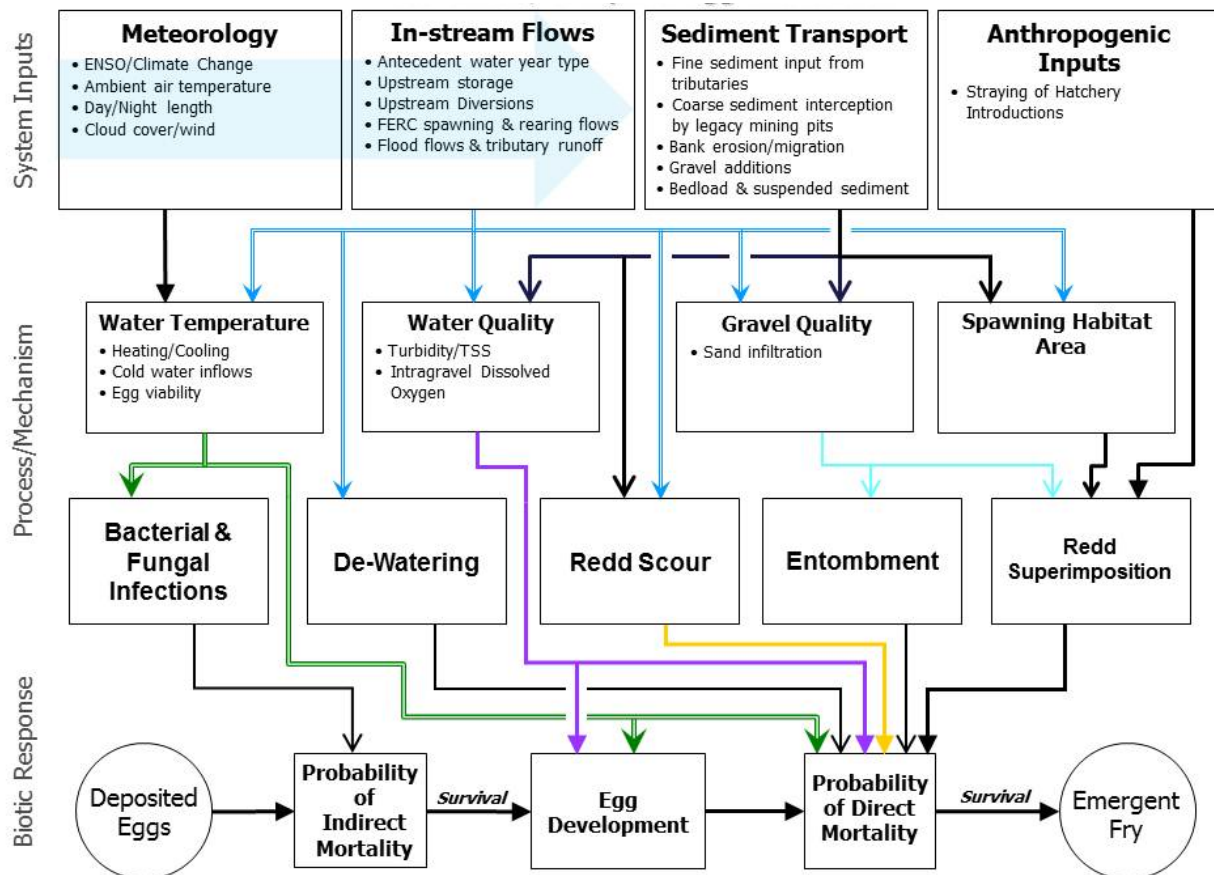 System Inputs
Meteorology
• ENSO/Climate Change
• Ambient air temperature
• Day/Night length
• Cloud cover/wind
In-stream Flows
• Antecedent water year type
• Upstream storage
• Upstream Diversions
• FERC spawning & rearing flows
• Flood flows & tributary runoff
Sediment Transport
• Fine sediment input from
tributaries
• Coarse sediment interception
by legacy mining pits
• Bank erosion/migration
• Gravel additions
• Bedload & suspended sediment
Anthropogenic
Inputs
• Straying of Hatchery
Introductions
Process/Mechanism
Water Temperature
• Heating/Cooling
• Cold water inflows
• Egg viability
Water Quality
• Turbidity/TSS
• Intragravel Dissolved
Oxygen
Gravel Quality
• Sand infiltration
Spawning Habitat
Area
Bacterial &
Fungal
Infections
De-Watering
Redd Scour
Entombment
Redd
Superimposition
Biotic Response
Deposited
Eggs
Probability
of
Indirect
Mortality
Survival
Egg
Development
Probability
of Direct
Mortality
Survival
Emergent
Fry